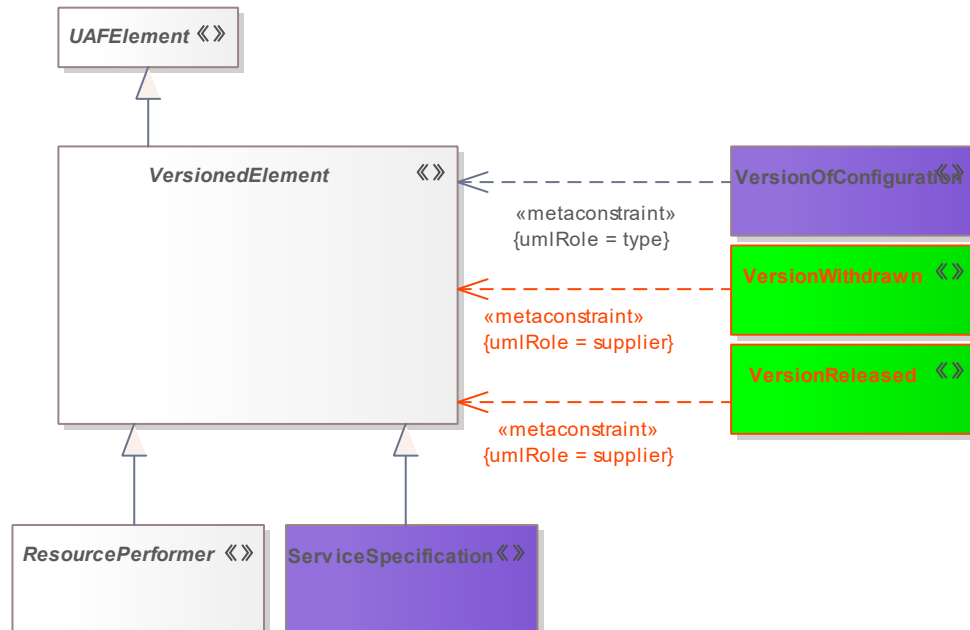 UAFElement «»
VersionedElement «»
VersionOfConfiguration «»
«metaconstraint»
{umlRole = type}
VersionWithdrawn «»
«metaconstraint»
{umlRole = supplier}
VersionReleased «»
«metaconstraint»
{umlRole = supplier}
ResourcePerformer «»
ServiceSpecification «»